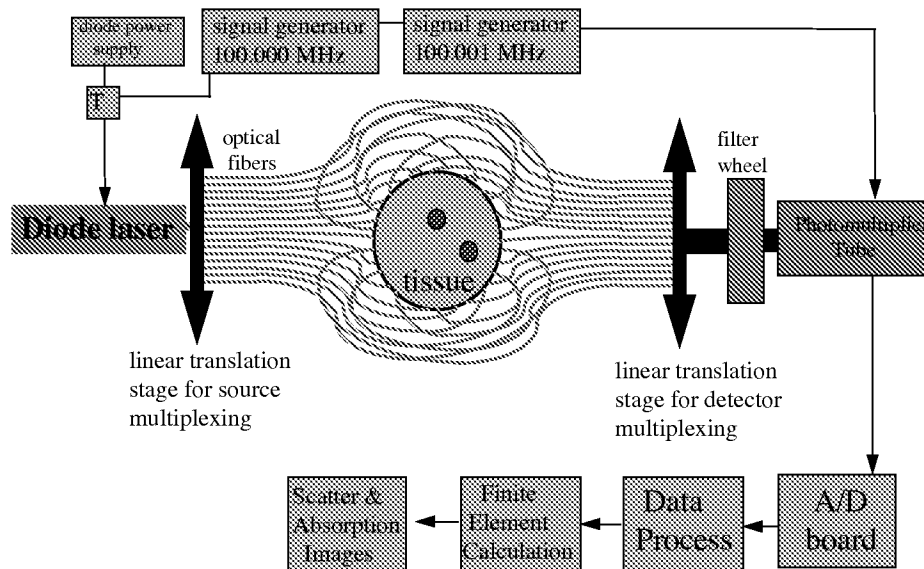 diode power
supply
signal generator
100.000 MHz
signal generator
100.001 MHz
T
optical
fibers
filter
wheel
Diode laser
Photomultiplier
Tube
tissue
linear translation
stage for source
multiplexing
linear translation
stage for detector
multiplexing
Scatter &
Absorption
Images
Finite
Element
Calculation
Data
Process
A/D
board